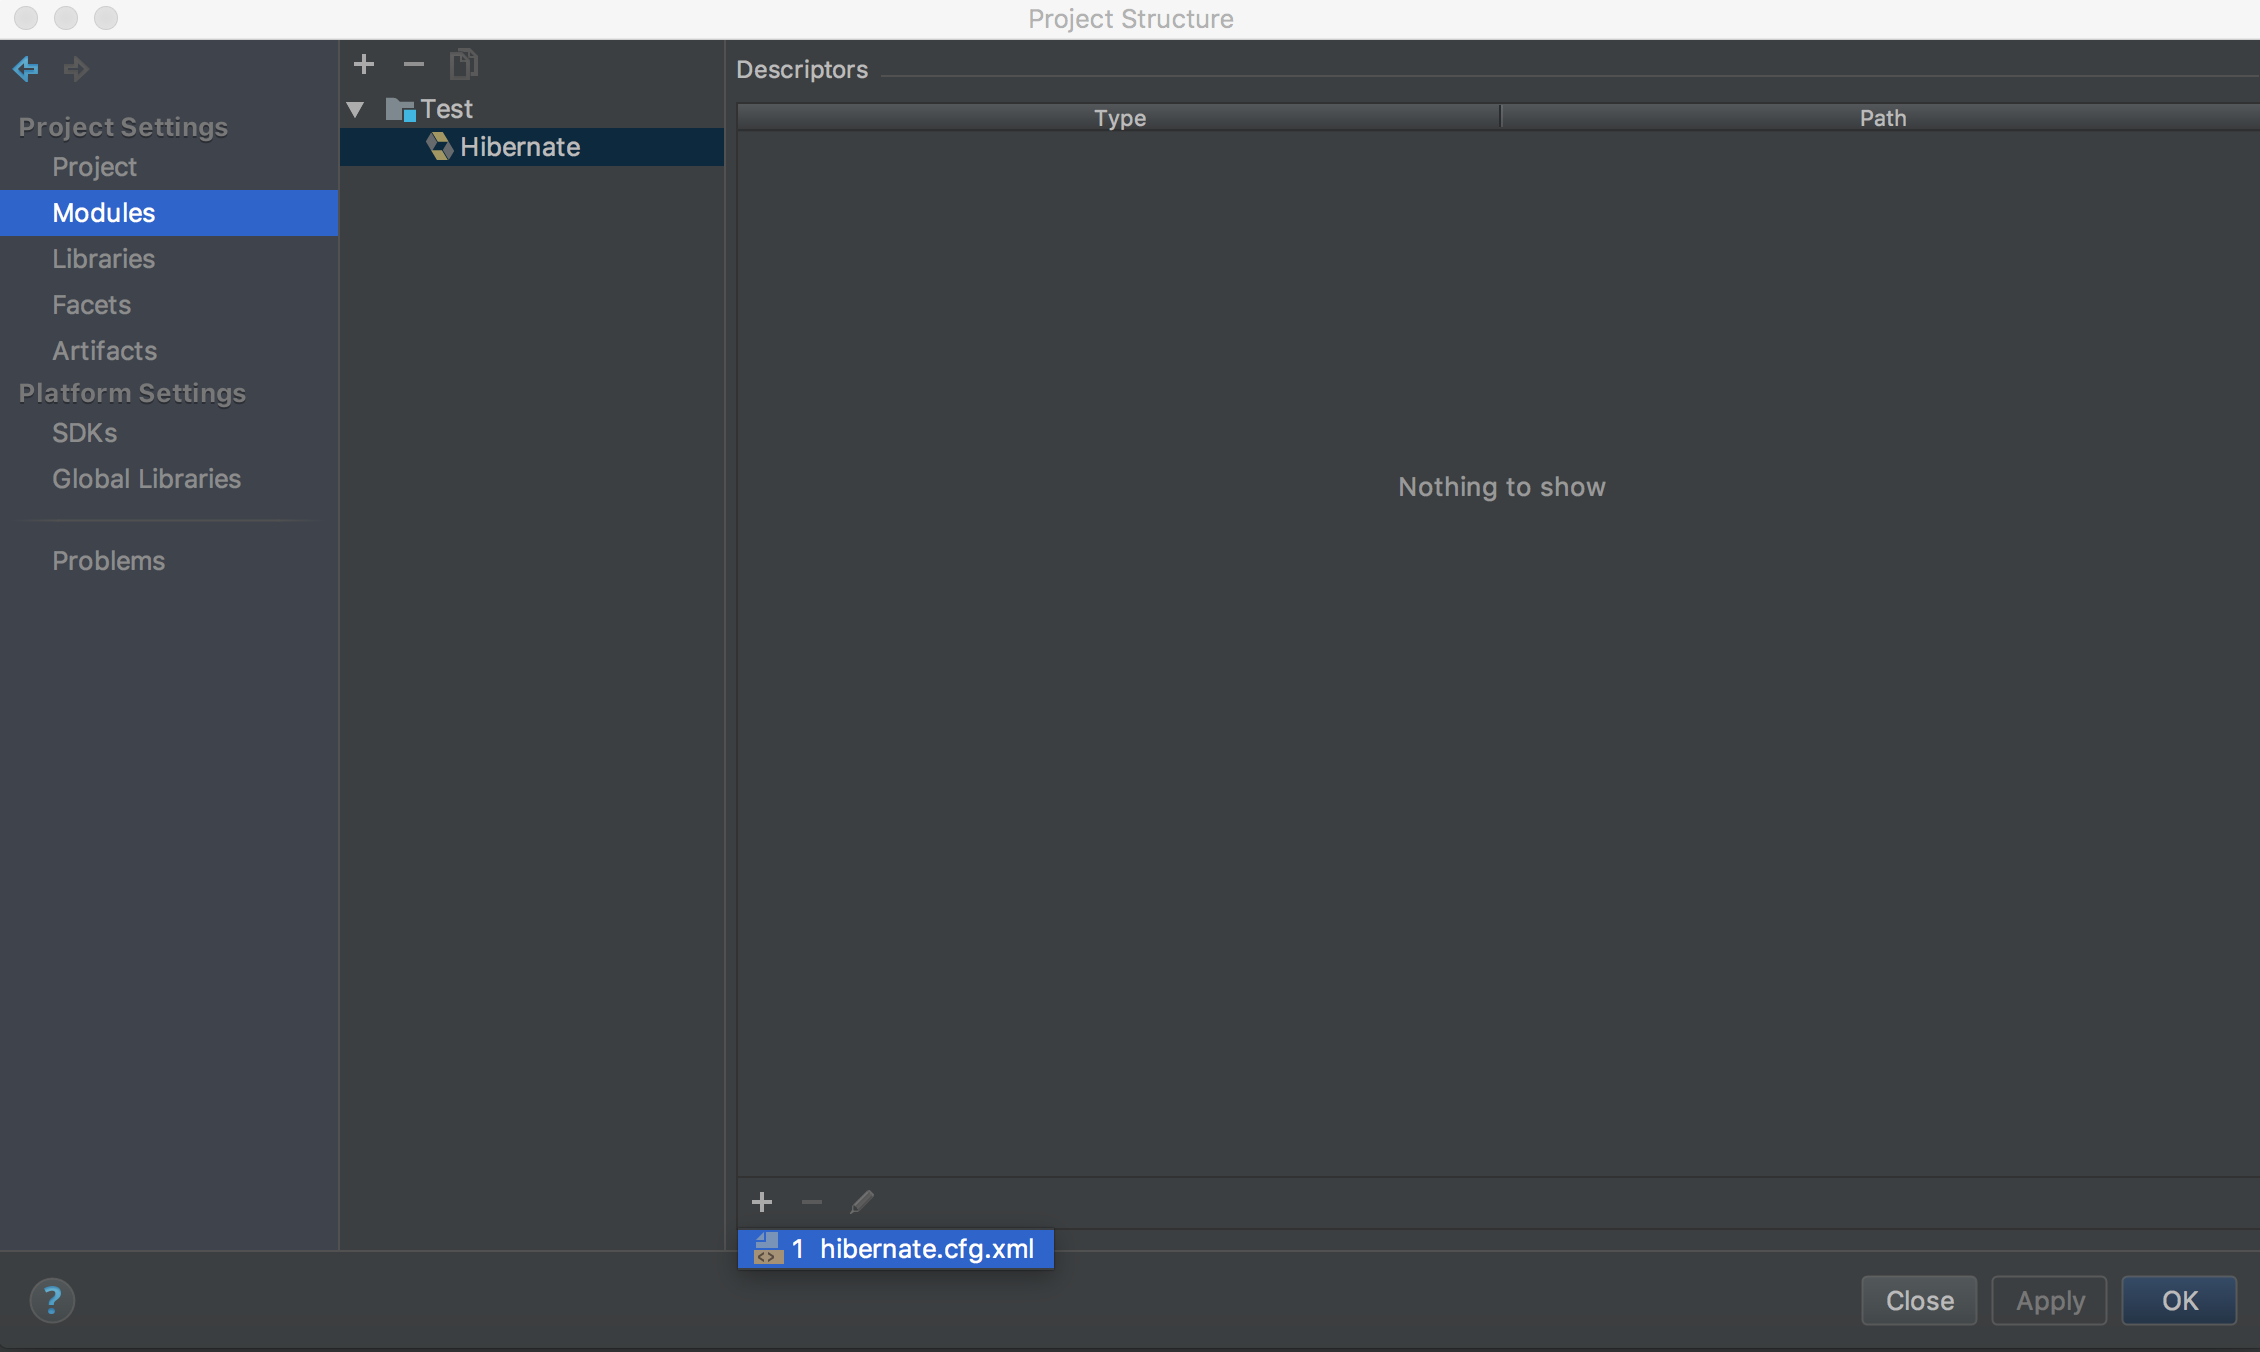 Project Structure
Project Settings
Project
Modules
Libraries
Facets
Artifacts
Platform Settings
SDKs
Global Libraries
Problems
Test
Hibernate
Descriptors
Type Path
Nothing to show
1 hibernate.cfg.xml
? Close Apply OK